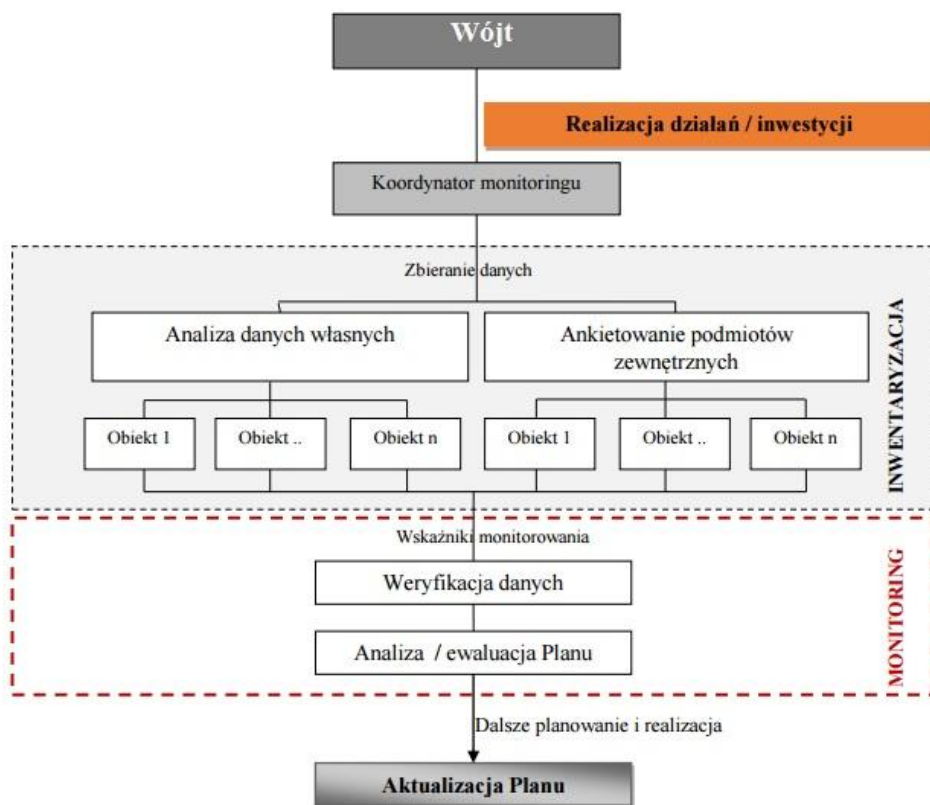 Wójt
Realizacja działań / inwestycji
Koordynator monitoringu
Zbieranie danych
Analiza danych własnych
Ankietowanie podmiotów
zewnętrznych
Obiekt 1
Obiekt ..
Obiekt n
Obiekt 1
Obiekt ..
Obiekt n
INWENTARYZACJA
Wskaźniki monitorowania
Weryfikacja danych
Analiza / ewaluacja Planu
MONITORING
Dalsze planowanie i realizacja
Aktualizacja Planu